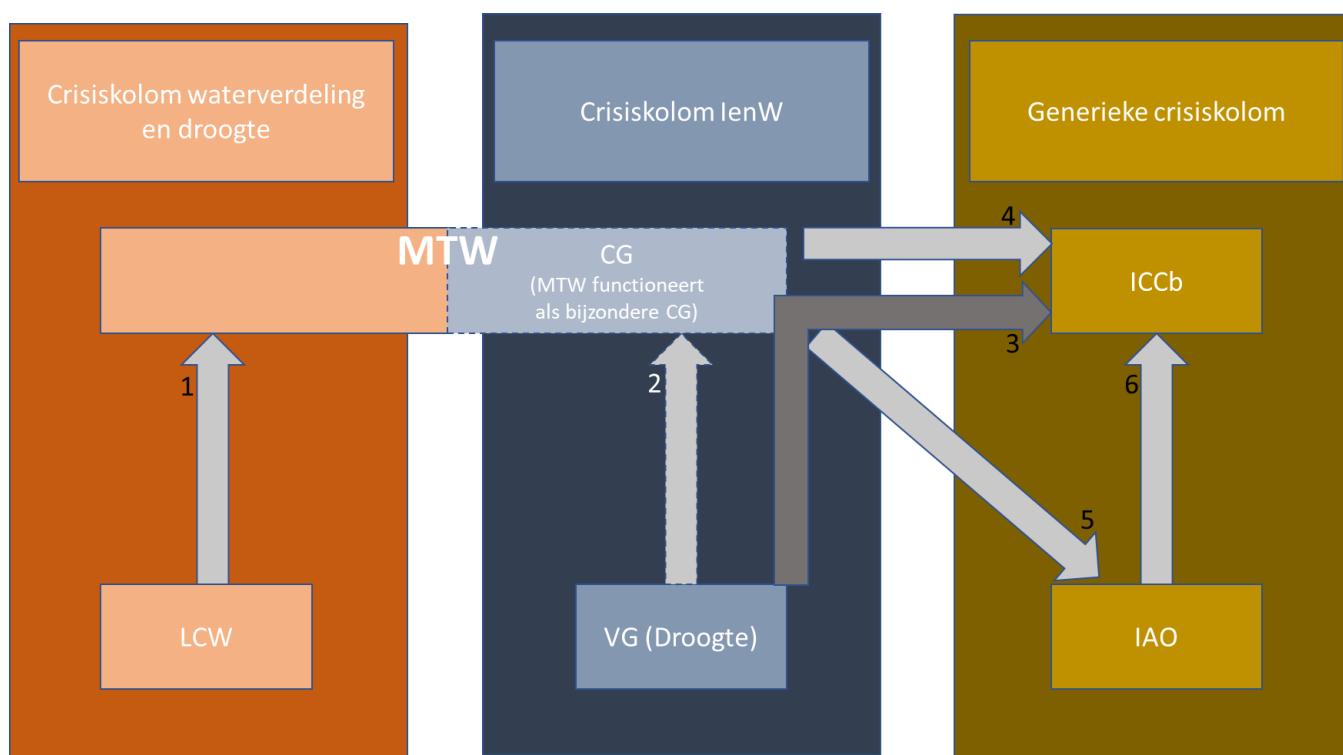 Crisiskolom waterverdeling
en droogte
Crisiskolom IenW
Generieke crisiskolom
MTW
CG
(MTW functioneert
als bijzondere CG)
4
ICCb
3
1
2
6
5
LCW
VG (Droogte)
IAO